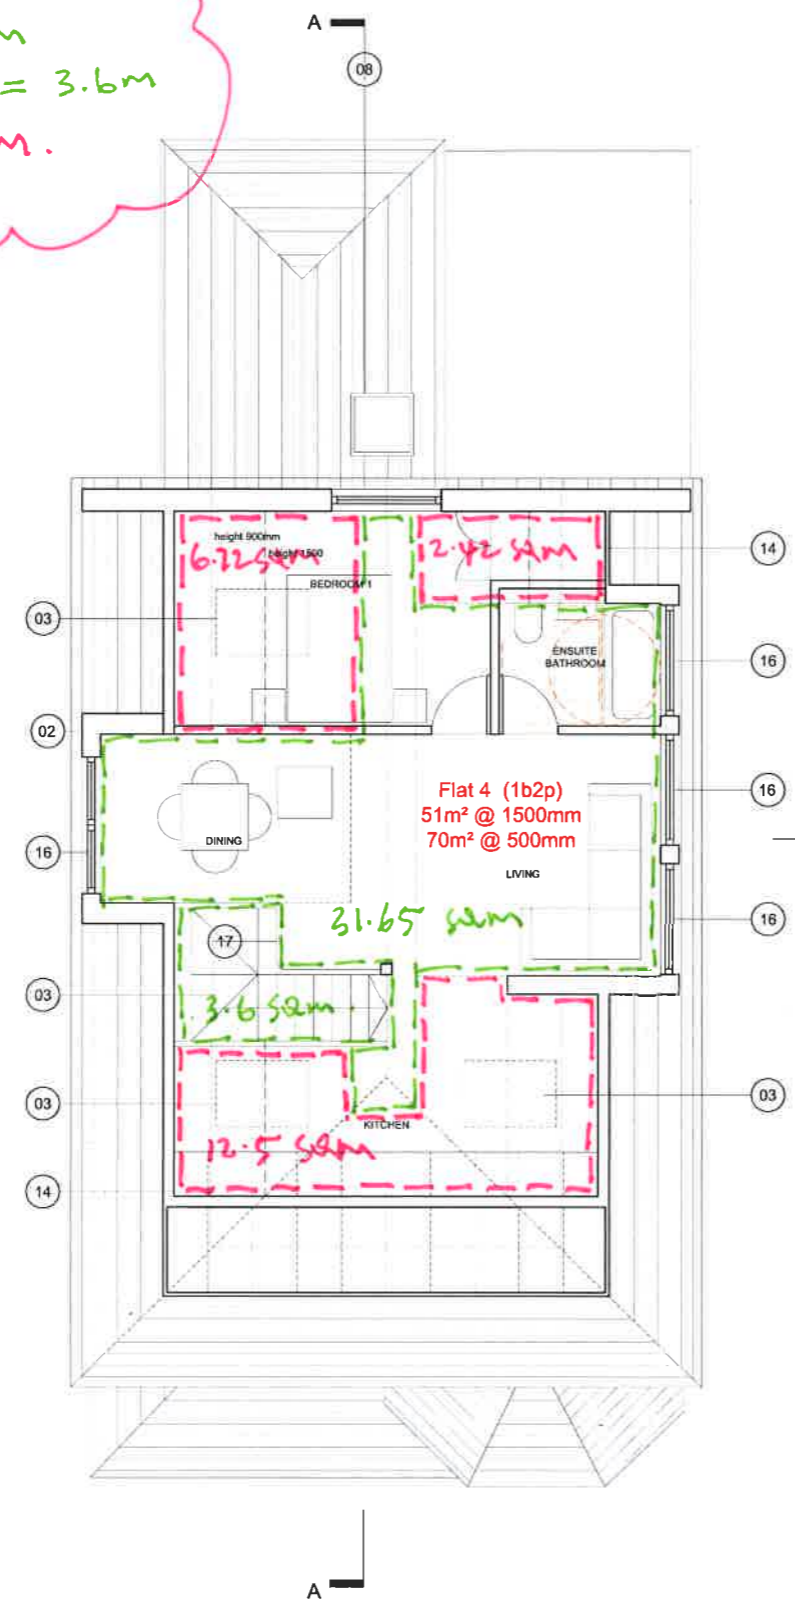 m
= 3.6m
m.
A
08
height 900mm
6.22 sqm
height 1500
BEDROOM 1
2.42 sqm
14
03
ENSUITE
BATHROOM
16
02
Flat 4 (1b2p)
51m² @ 1500mm
70m² @ 500mm
16
DINING
16
LIVING
31.65 sqm
16
17
03
3.6 sqm
03
03
KITCHEN
12.5 sqm
14
A